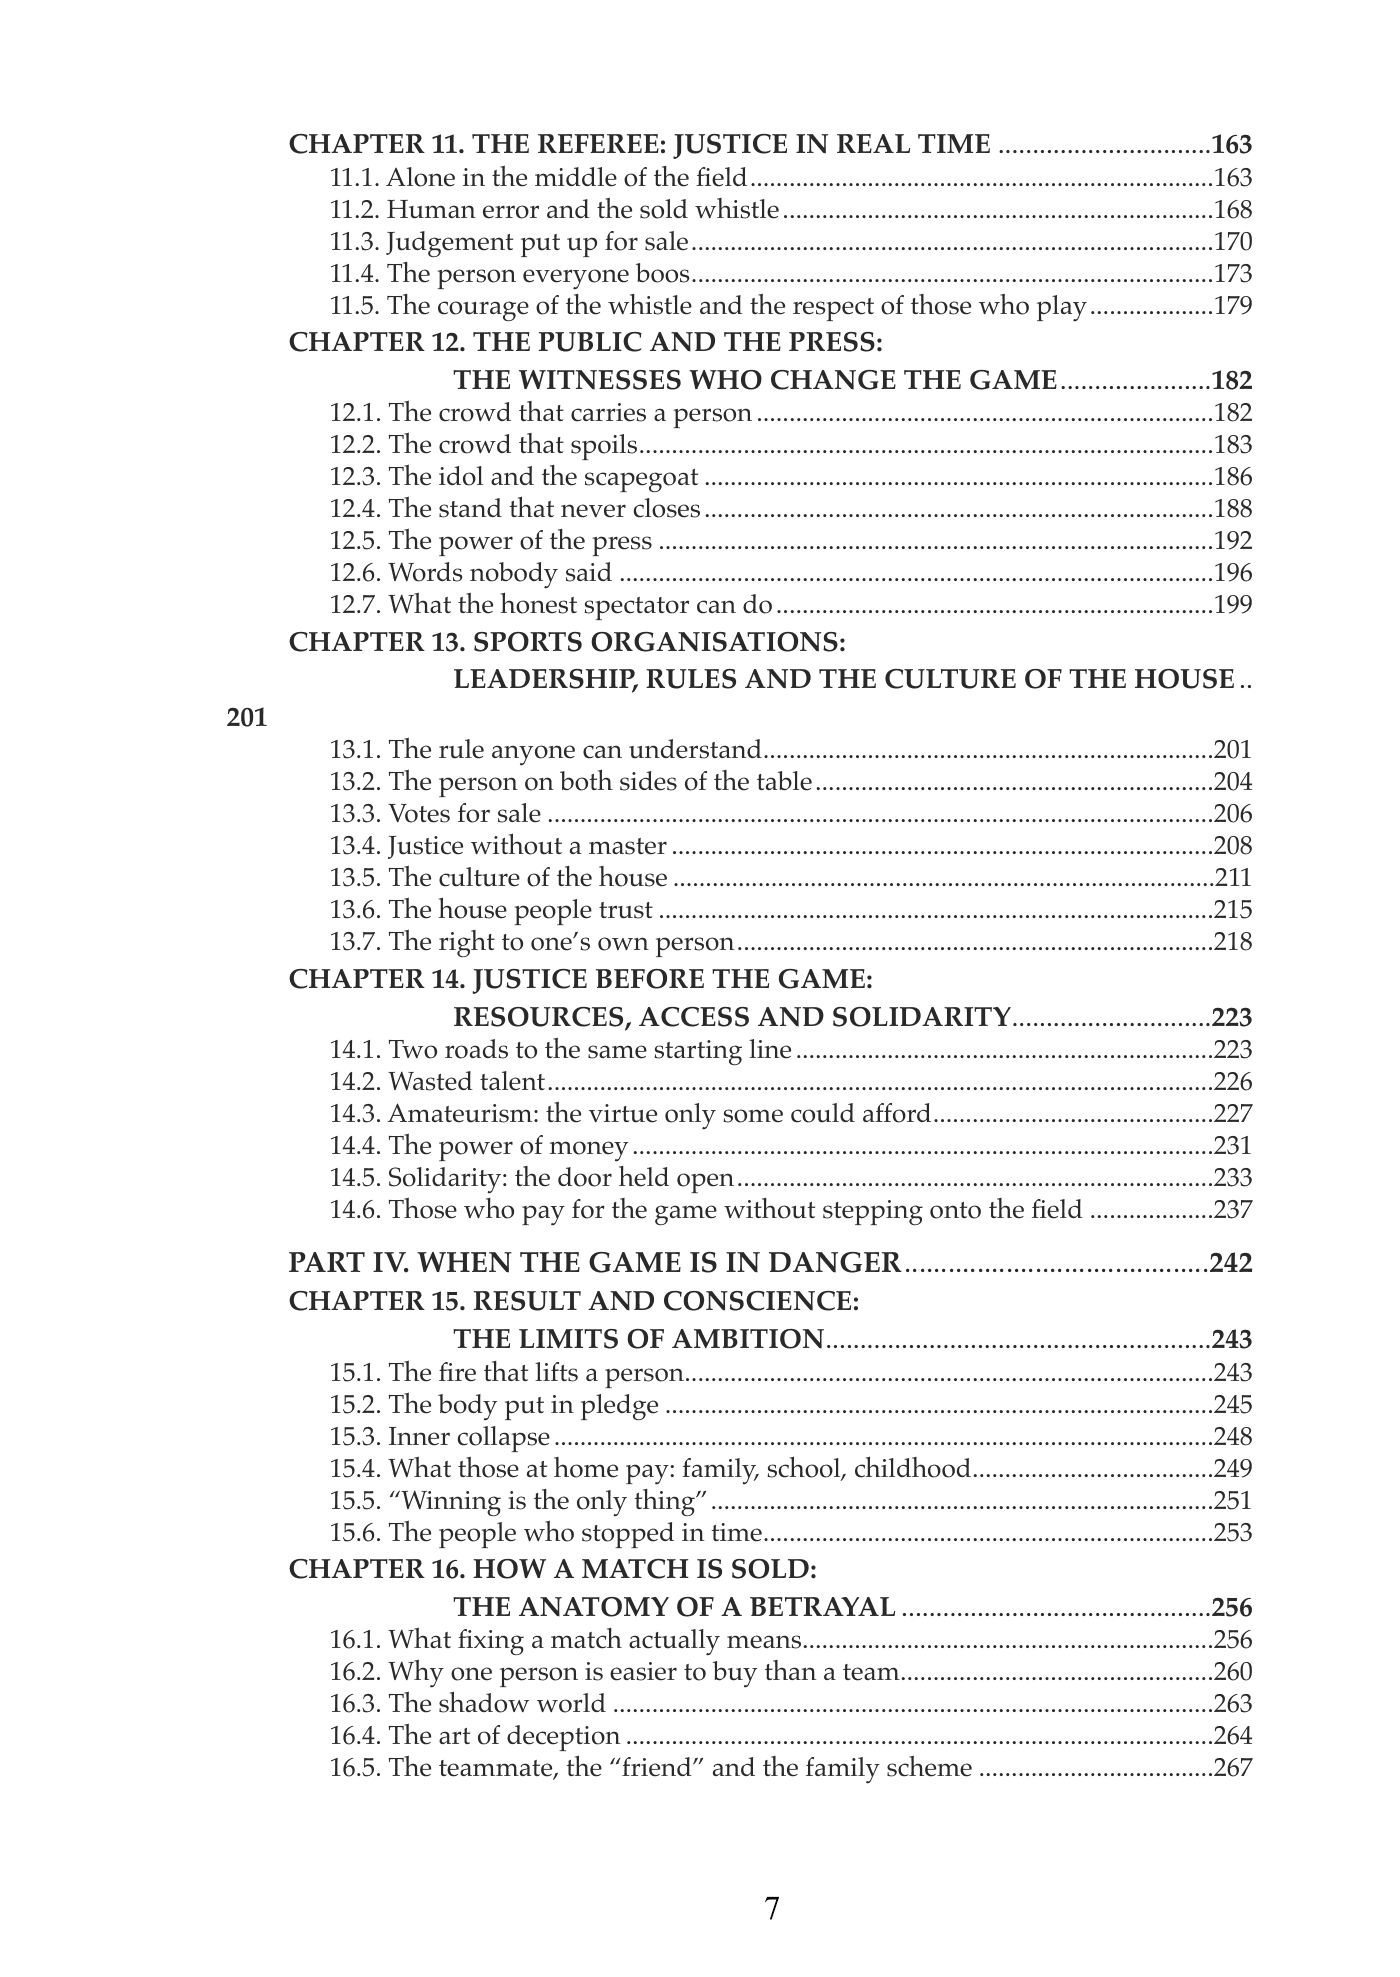 CHAPTER 11. THE REFEREE: JUSTICE IN REAL TIME ...............................163
11.1. Alone in the middle of the field.......................................................................163
11.2. Human error and the sold whistle..................................................................168
11.3. Judgement put up for sale................................................................................170
11.4. The person everyone boos................................................................................173
11.5. The courage of the whistle and the respect of those who play...................179
CHAPTER 12. THE PUBLIC AND THE PRESS:
THE WITNESSES WHO CHANGE THE GAME......................182
12.1. The crowd that carries a person......................................................................182
12.2. The crowd that spoils........................................................................................183
12.3. The idol and the scapegoat ..............................................................................186
12.4. The stand that never closes..............................................................................188
12.5. The power of the press .....................................................................................192
12.6. Words nobody said ...........................................................................................196
12.7. What the honest spectator can do...................................................................199
CHAPTER 13. SPORTS ORGANISATIONS:
LEADERSHIP, RULES AND THE CULTURE OF THE HOUSE..
201
13.1. The rule anyone can understand.....................................................................201
13.2. The person on both sides of the table.............................................................204
13.3. Votes for sale ......................................................................................................206
13.4. Justice without a master ...................................................................................208
13.5. The culture of the house ...................................................................................211
13.6. The house people trust .....................................................................................215
13.7. The right to one’s own person.........................................................................218
CHAPTER 14. JUSTICE BEFORE THE GAME:
RESOURCES, ACCESS AND SOLIDARITY.............................223
14.1. Two roads to the same starting line................................................................223
14.2. Wasted talent......................................................................................................226
14.3. Amateurism: the virtue only some could afford...........................................227
14.4. The power of money.........................................................................................231
14.5. Solidarity: the door held open.........................................................................233
14.6. Those who pay for the game without stepping onto the field ...................237
PART IV. WHEN THE GAME IS IN DANGER.......................................242
CHAPTER 15. RESULT AND CONSCIENCE:
THE LIMITS OF AMBITION........................................................243
15.1. The fire that lifts a person.................................................................................243
15.2. The body put in pledge ....................................................................................245
15.3. Inner collapse.....................................................................................................248
15.4. What those at home pay: family, school, childhood.....................................249
15.5. “Winning is the only thing”.............................................................................251
15.6. The people who stopped in time.....................................................................253
CHAPTER 16. HOW A MATCH IS SOLD:
THE ANATOMY OF A BETRAYAL .............................................256
16.1. What fixing a match actually means...............................................................256
16.2. Why one person is easier to buy than a team................................................260
16.3. The shadow world ............................................................................................263
16.4. The art of deception ..........................................................................................264
16.5. The teammate, the “friend” and the family scheme ....................................267
7